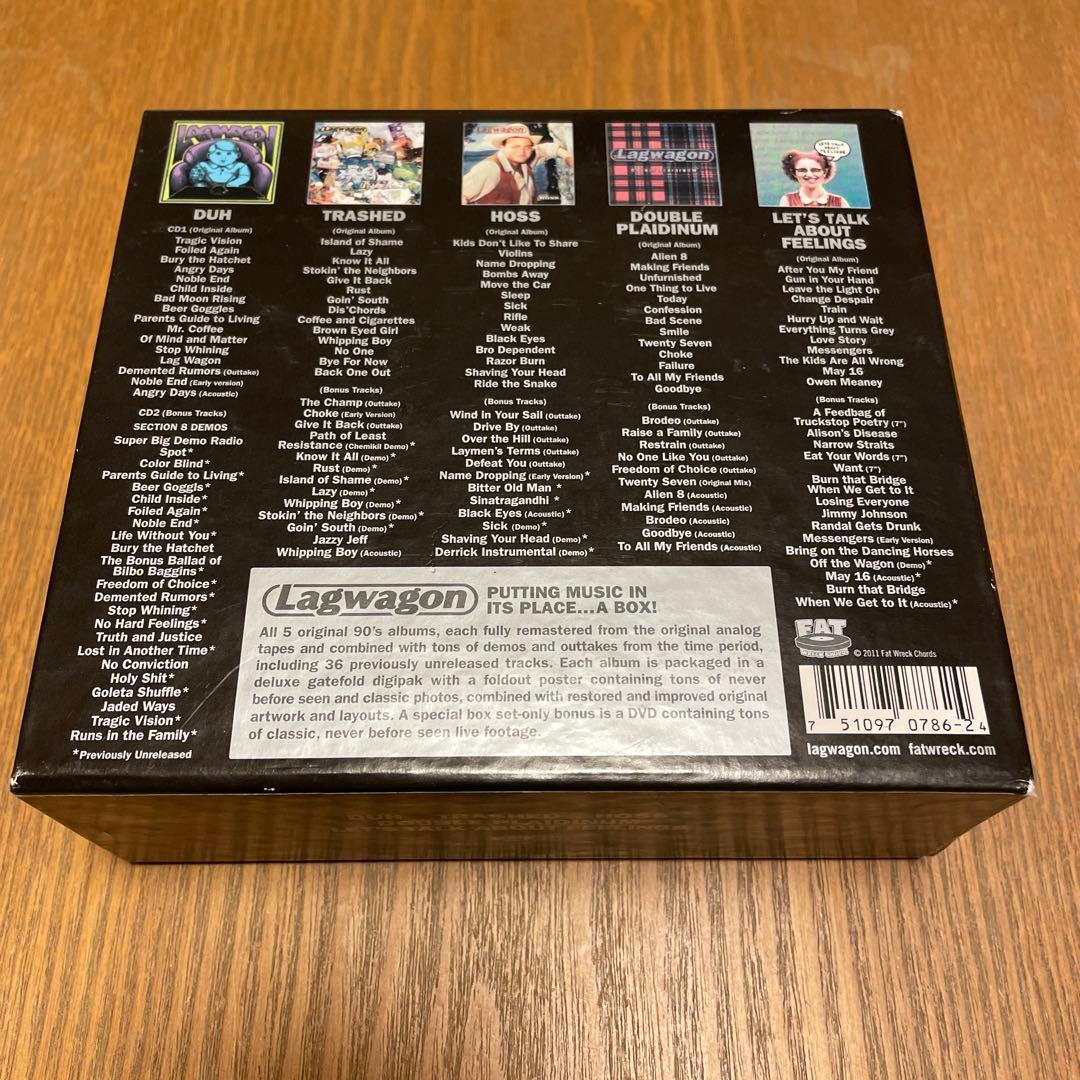 LAGWAGON
DUH
CD1 (Original Album)
Tragic Vision
Foiled Again
Bury the Hatchet
Angry Days
Noble End
Child Inside
Bad Moon Rising
Beer Goggles
Parents Guide to Living
Mr. Coffee
Of Mind and Matter
Stop Whining
Lag Wagon
Demented Rumors (Outtake)
Noble End (Early version)
Angry Days (Acoustic)
CD2 (Bonus Tracks)
SECTION 8 DEMOS
Super Big Demo Radio
Spot*
Color Blind*
Parents Guide to Living*
Beer Goggls*
Child Inside*
Foiled Again*
Noble End*
Life Without You*
Bury the Hatchet
The Bonus Ballad of
Bilbo Baggins*
Freedom of Choice*
Demented Rumors*
Stop Whining*
No Hard Feelings*
Truth and Justice
Lost in Another Time*
No Conviction
Holy Shit*
Goleta Shuffle*
Jaded Ways
Tragic Vision*
Runs in the Family*
*Previously Unreleased
Lagwagon
TRASHED
(Original Album)
Island of Shame
Lazy
Know It All
Stokin' the Neighbors
Give It Back
Rust
Goin' South
Dis'Chords
Coffee and Cigarettes
Brown Eyed Girl
Whipping Boy
No One
Bye For Now
Back One Out
(Bonus Tracks)
The Champ (Outtake)
Choke (Early Version)
Give It Back (Outtake)
Path of Least
Resistance (Chemikil Demo)*
Know It All (Demo)*
Rust (Demo)*
Island of Shame (Demo)*
Lazy (Demo)*
Whipping Boy (Demo)*
Stokin' the Neighbors (Demo)*
Goin' South (Demo)*
Jazzy Jeff
Whipping Boy (Acoustic)
Lagwagon
HOSS
HOSS
(Original Album)
Kids Don't Like To Share
Violins
Name Dropping
Bombs Away
Move the Car
Sleep
Sick
Rifle
Weak
Black Eyes
Bro Dependent
Razor Burn
Shaving Your Head
Ride the Snake
(Bonus Tracks)
Wind in Your Sail (Outtake)
Drive By (Outtake)
Over the Hill (Outtake)
Laymen's Terms (Outtake)
Defeat You (Outtake)
Name Dropping (Early Version)*
Bitter Old Man *
Sinatragandhi *
Black Eyes (Acoustic)*
Sick (Demo)*
Shaving Your Head (Demo)*
Derrick Instrumental (Demo)*
Lagwagon
DOUBLE
PLAIDINUM
(Original Album)
Alien 8
Making Friends
Unfurnished
One Thing to Live
Today
Confession
Bad Scene
Smile
Twenty Seven
Choke
Failure
To All My Friends
Goodbye
(Bonus Tracks)
Brodeo (Outtake)
Raise a Family (Outtake)
Restrain (Outtake)
No One Like You (Outtake)
Freedom of Choice (Outtake)
Twenty Seven (Original Mix)
Alien 8 (Acoustic)
Making Friends (Acoustic)
Brodeo (Acoustic)
Goodbye (Acoustic)
To All My Friends (Acoustic)
LET'S TALK
ABOUT
FEELINGS
LET'S TALK
ABOUT
FEELINGS
(Original Album)
After You My Friend
Gun in Your Hand
Leave the Light On
Change Despair
Train
Hurry Up and Wait
Everything Turns Grey
Love Story
Messengers
The Kids Are All Wrong
May 16
Owen Meaney
(Bonus Tracks)
A Feedbag of
Truckstop Poetry (7")
Alison's Disease
Narrow Straits
Eat Your Words (7")
Want (7")
Burn that Bridge
When We Get to It
Losing Everyone
Jimmy Johnson
Randal Gets Drunk
Messengers (Early Version)
Bring on the Dancing Horses
Off the Wagon (Demo)*
May 16 (Acoustic)*
Burn that Bridge
When We Get to It (Acoustic)*
Lagwagon
PUTTING MUSIC IN
ITS PLACE...A BOX!
All 5 original 90's albums, each fully remastered from the original analog
tapes and combined with tons of demos and outtakes from the time period,
including 36 previously unreleased tracks. Each album is packaged in a
deluxe gatefold digipak with a foldout poster containing tons of never
before seen and classic photos, combined with restored and improved original
artwork and layouts. A special box set-only bonus is a DVD containing tons
of classic, never before seen live footage.
FAT
WRECK CHORDS
© 2011 Fat Wreck Chords
7 51097 0786-2 4
lagwagon.com fatwreck.com